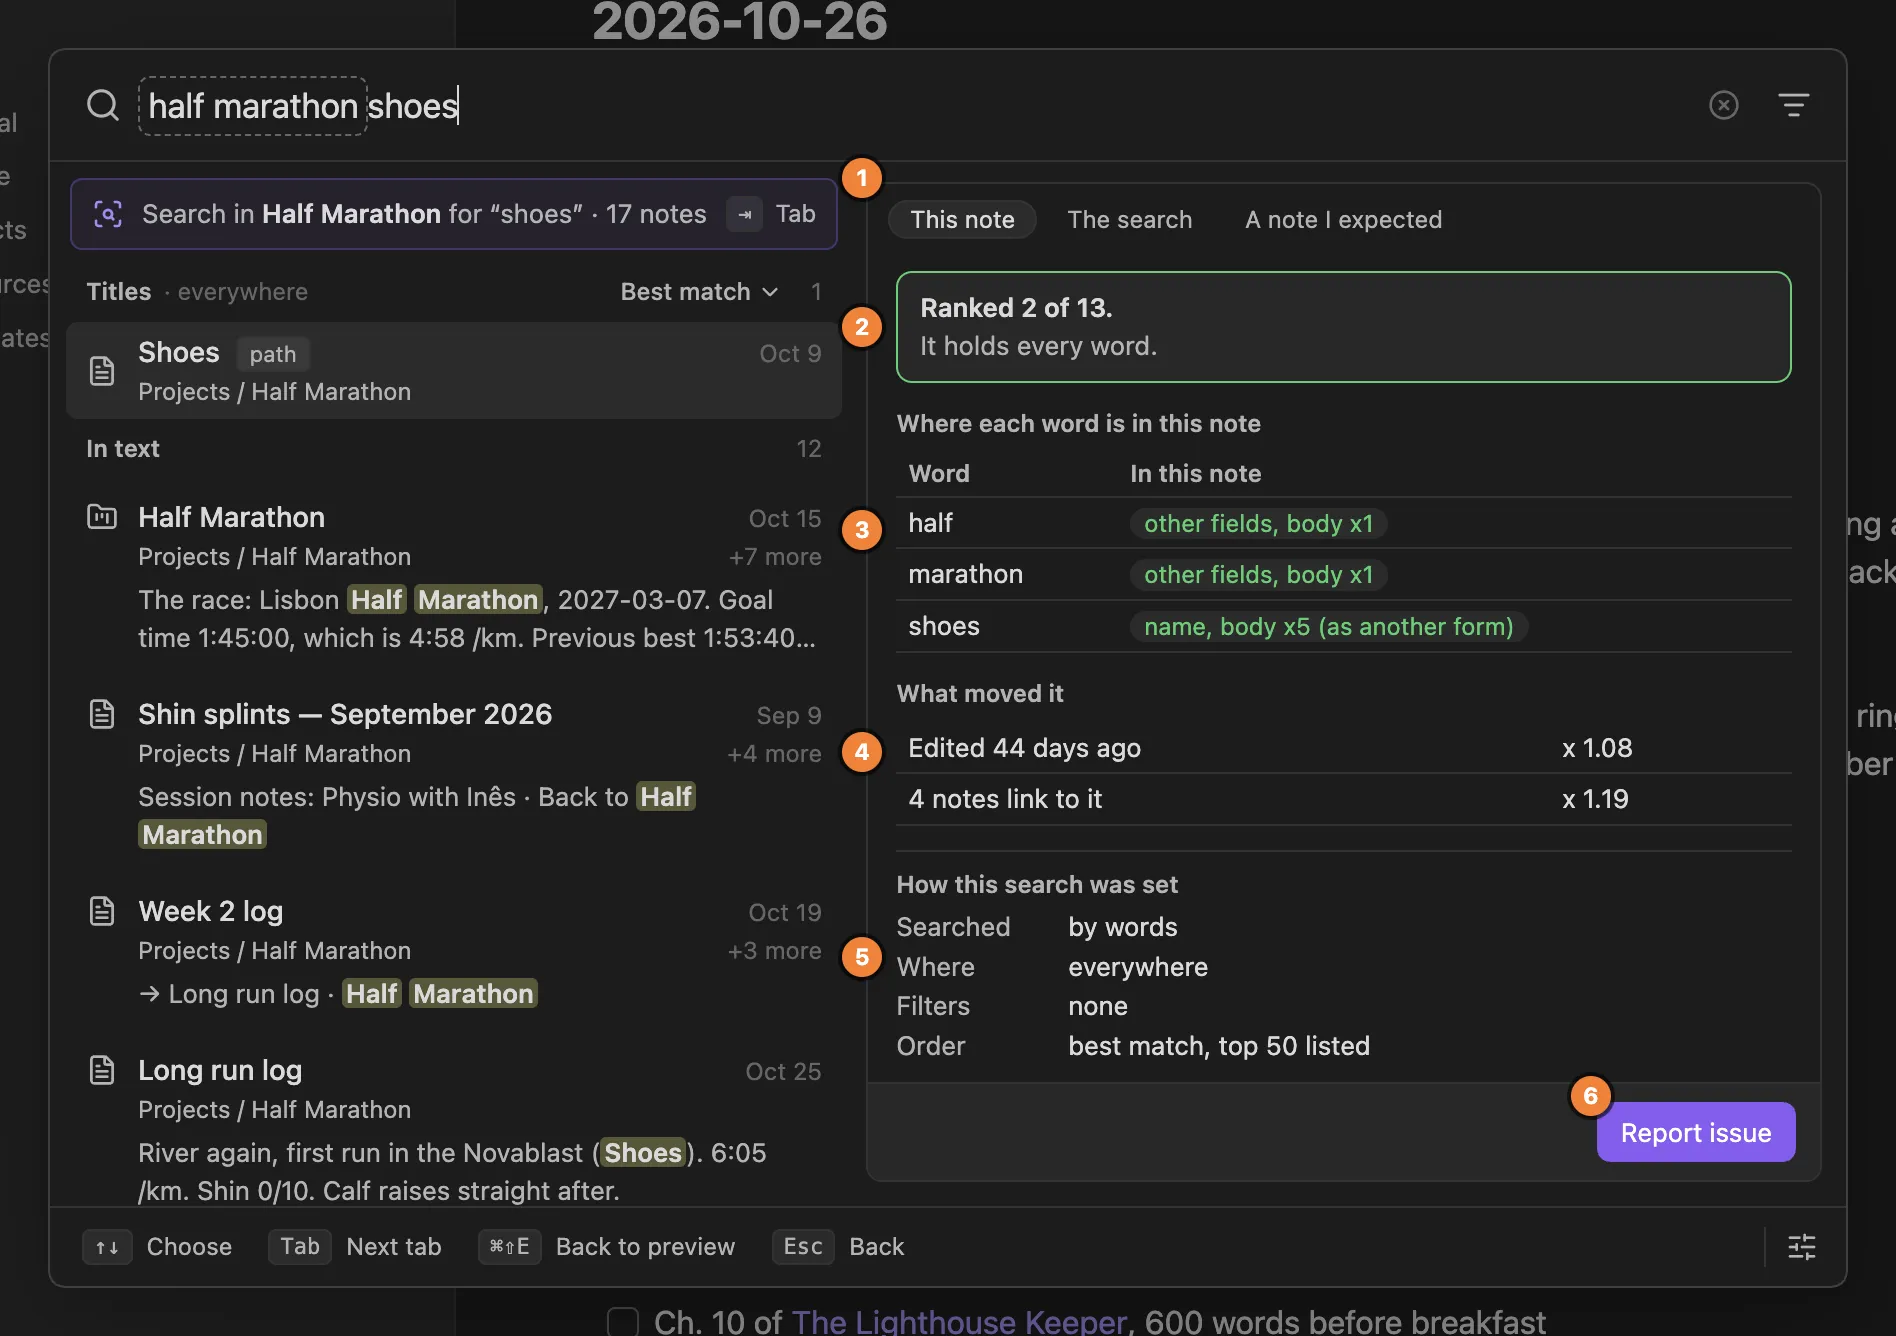 2026-10-26
half marathon shoes
al
e
cts
urces
ates
Search in Half Marathon for “shoes” · 17 notes ⇥ Tab
Titles · everywhere Best match 1
Shoes path Oct 9
Projects / Half Marathon
In text 12
Half Marathon Oct 15
Projects / Half Marathon +7 more
The race: Lisbon Half Marathon, 2027-03-07. Goal
time 1:45:00, which is 4:58 /km. Previous best 1:53:40...
Shin splints — September 2026 Sep 9
Projects / Half Marathon +4 more
Session notes: Physio with Inês · Back to Half
Marathon
Week 2 log Oct 19
Projects / Half Marathon +3 more
→ Long run log · Half Marathon
Long run log Oct 25
Projects / Half Marathon
River again, first run in the Novablast (Shoes). 6:05
/km. Shin 0/10. Calf raises straight after.
1
This note The search A note I expected
2
Ranked 2 of 13.
It holds every word.
Where each word is in this note
Word In this note
3
half other fields, body x1
marathon other fields, body x1
shoes name, body x5 (as another form)
What moved it
4
Edited 44 days ago x 1.08
4 notes link to it x 1.19
How this search was set
Searched by words
5
Where everywhere
Filters none
Order best match, top 50 listed
6
Report issue
ng a
ack
ring
ber
↑↓ Choose Tab Next tab ⌘⇧E Back to preview Esc Back
Ch. 10 of The Lighthouse Keeper, 600 words before breakfast